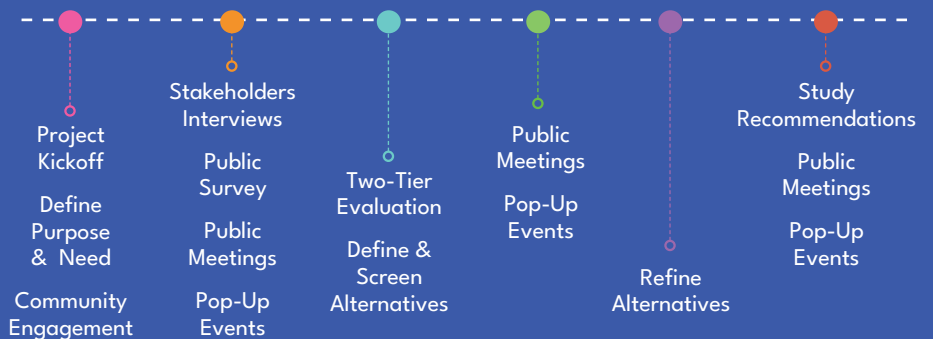 Project
Kickoff
Define
Purpose
& Need
Community
Engagement
Stakeholders
Interviews
Public
Survey
Public
Meetings
Pop-Up
Events
Two-Tier
Evaluation
Define &
Screen
Alternatives
Public
Meetings
Pop-Up
Events
Refine
Alternatives
Study
Recommendations
Public
Meetings
Pop-Up
Events